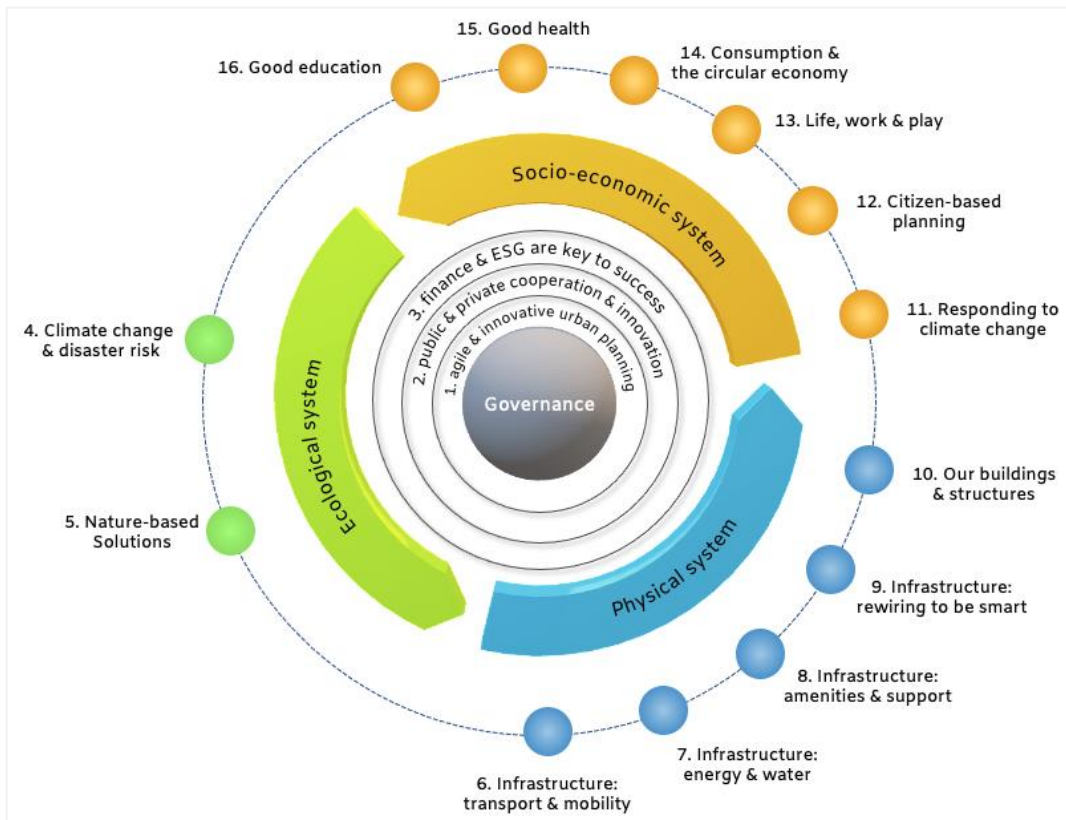 15. Good health
16. Good education
14. Consumption &
the circular economy
13. Life, work & play
12. Citizen-based
planning
11. Responding to
climate change
Socio-economic system
3. finance & ESG are key to success
2. public & private cooperation & innovation
1. agile & innovative urban planning
Governance
4. Climate change
& disaster risk
Ecological system
5. Nature-based
Solutions
Physical system
10. Our buildings
& structures
9. Infrastructure:
rewiring to be smart
8. Infrastructure:
amenities & support
7. Infrastructure:
energy & water
6. Infrastructure:
transport & mobility